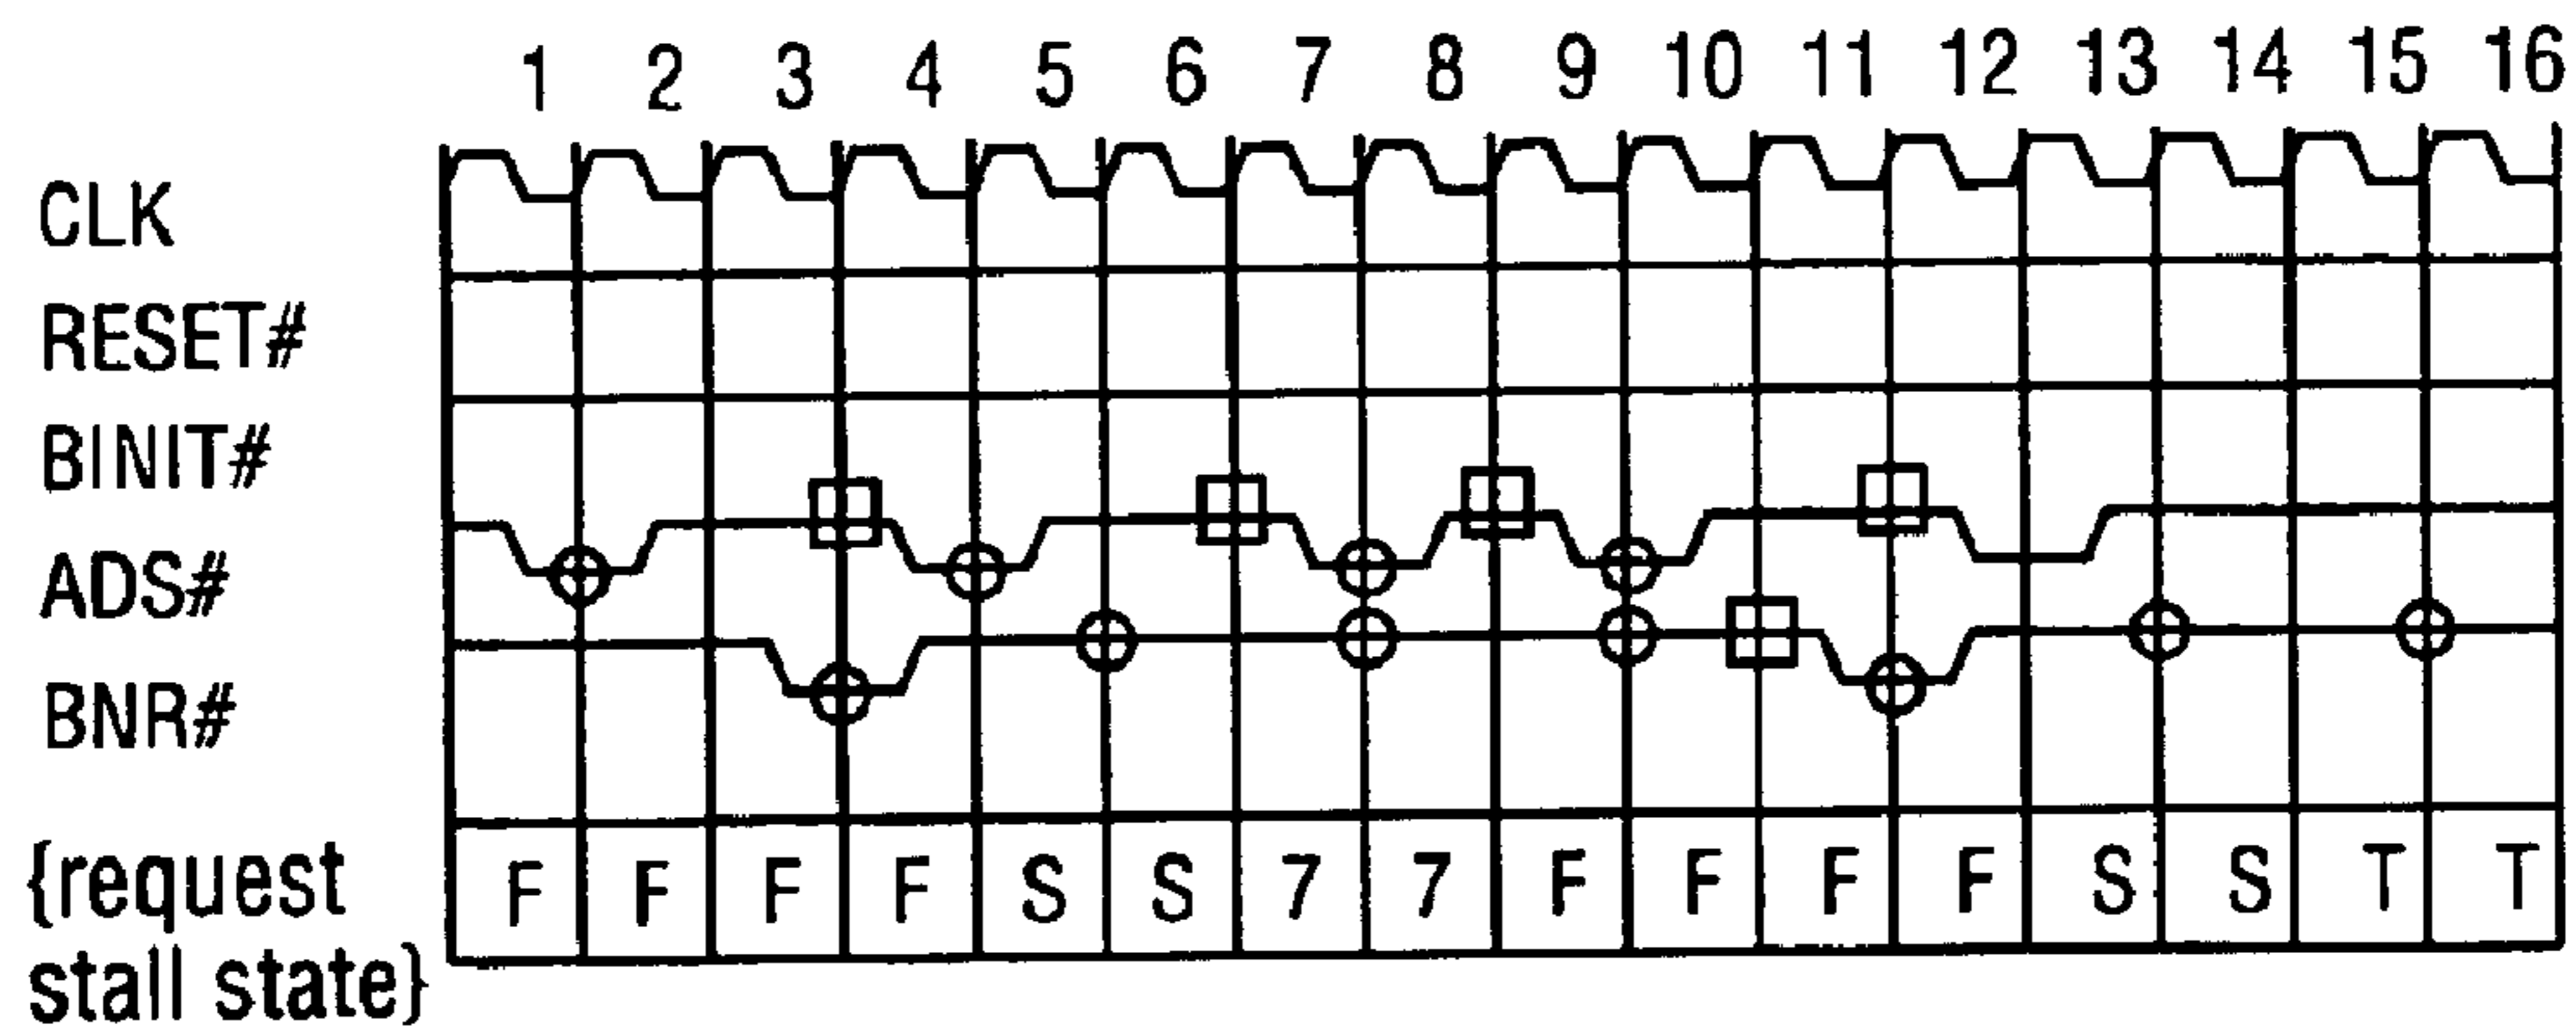 1 2 3 4 5 6 7 8 9 10 11 12 13 14 15 16
CLK
RESET#
BINIT#
ADS#
BNR#
{request
stall state}
F F F F S S 7 7 F F F F S S T T